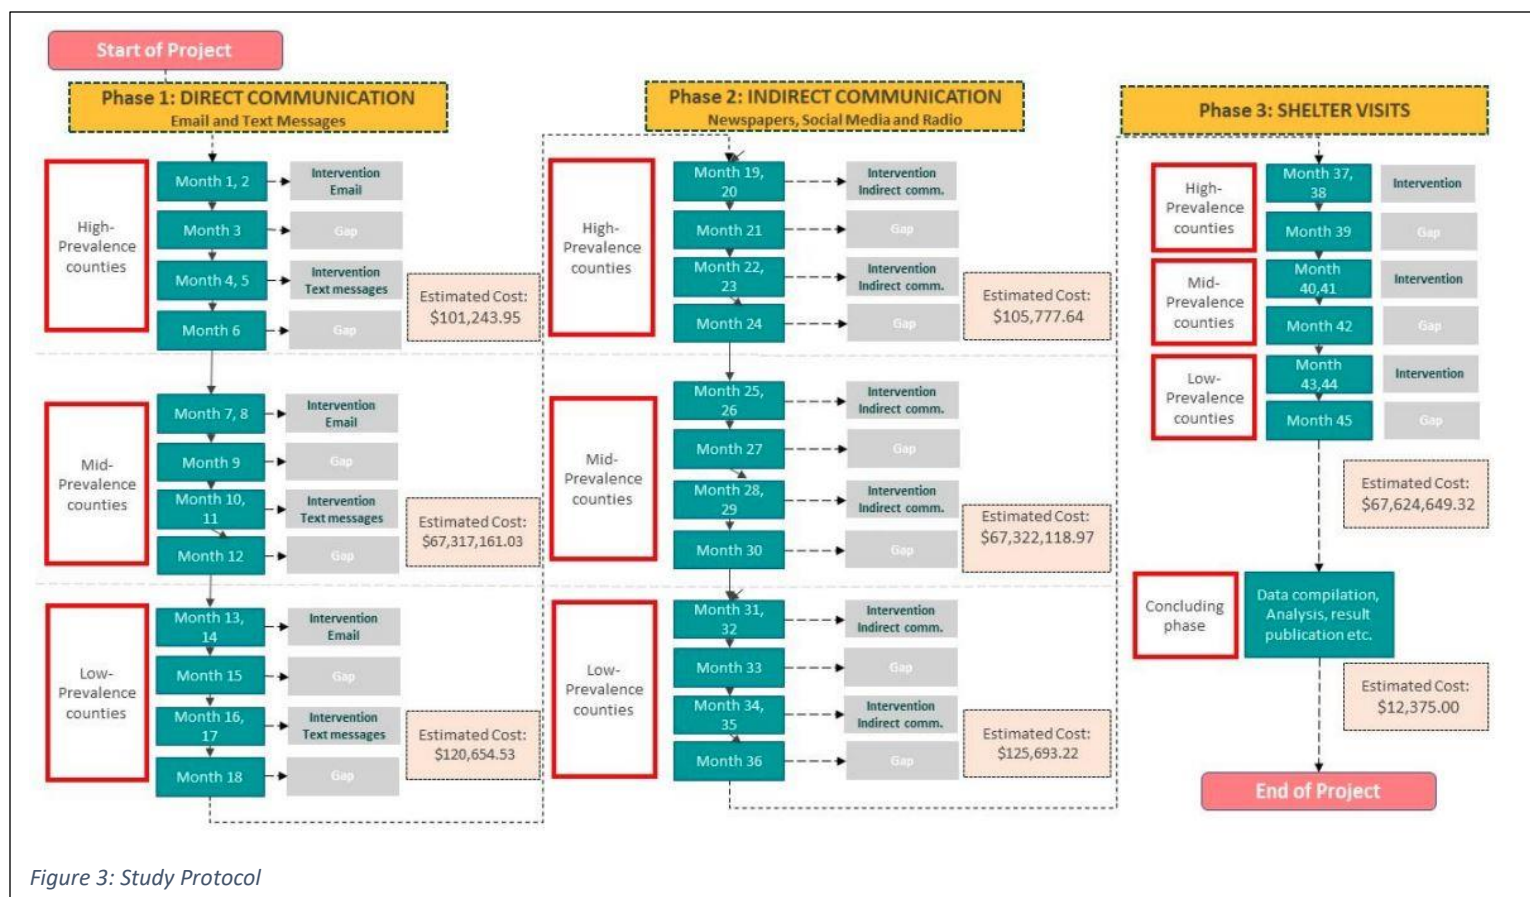 Start of Project
Phase 1: DIRECT COMMUNICATION
Email and Text Messages
High-
Prevalence
counties
Month 1, 2
Intervention
Email
Month 3
Gap
Month 4, 5
Intervention
Text messages
Month 6
Gap
Estimated Cost:
$101,243.95
Mid-
Prevalence
counties
Month 7, 8
Intervention
Email
Month 9
Gap
Month 10,
11
Intervention
Text messages
Month 12
Gap
Estimated Cost:
$67,317,161.03
Low-
Prevalence
counties
Month 13,
14
Intervention
Email
Month 15
Gap
Month 16,
17
Intervention
Text messages
Month 18
Gap
Estimated Cost:
$120,654.53
Phase 2: INDIRECT COMMUNICATION
Newspapers, Social Media and Radio
High-
Prevalence
counties
Month 19,
20
Intervention
Indirect comm.
Month 21
Gap
Month 22,
23
Intervention
Indirect comm.
Month 24
Gap
Estimated Cost:
$105,777.64
Mid-
Prevalence
counties
Month 25,
26
Intervention
Indirect comm.
Month 27
Gap
Month 28,
29
Intervention
Indirect comm.
Month 30
Gap
Estimated Cost:
$67,322,118.97
Low-
Prevalence
counties
Month 31,
32
Intervention
Indirect comm.
Month 33
Gap
Month 34,
35
Intervention
Indirect comm.
Month 36
Gap
Estimated Cost:
$125,693.22
Phase 3: SHELTER VISITS
High-
Prevalence
counties
Month 37,
38
Intervention
Month 39
Gap
Mid-
Prevalence
counties
Month
40,41
Intervention
Month 42
Gap
Low-
Prevalence
counties
Month
43,44
Intervention
Month 45
Gap
Estimated Cost:
$67,624,649.32
Concluding
phase
Data compilation,
Analysis, result
publication etc.
Estimated Cost:
$12,375.00
End of Project
Figure 3: Study Protocol